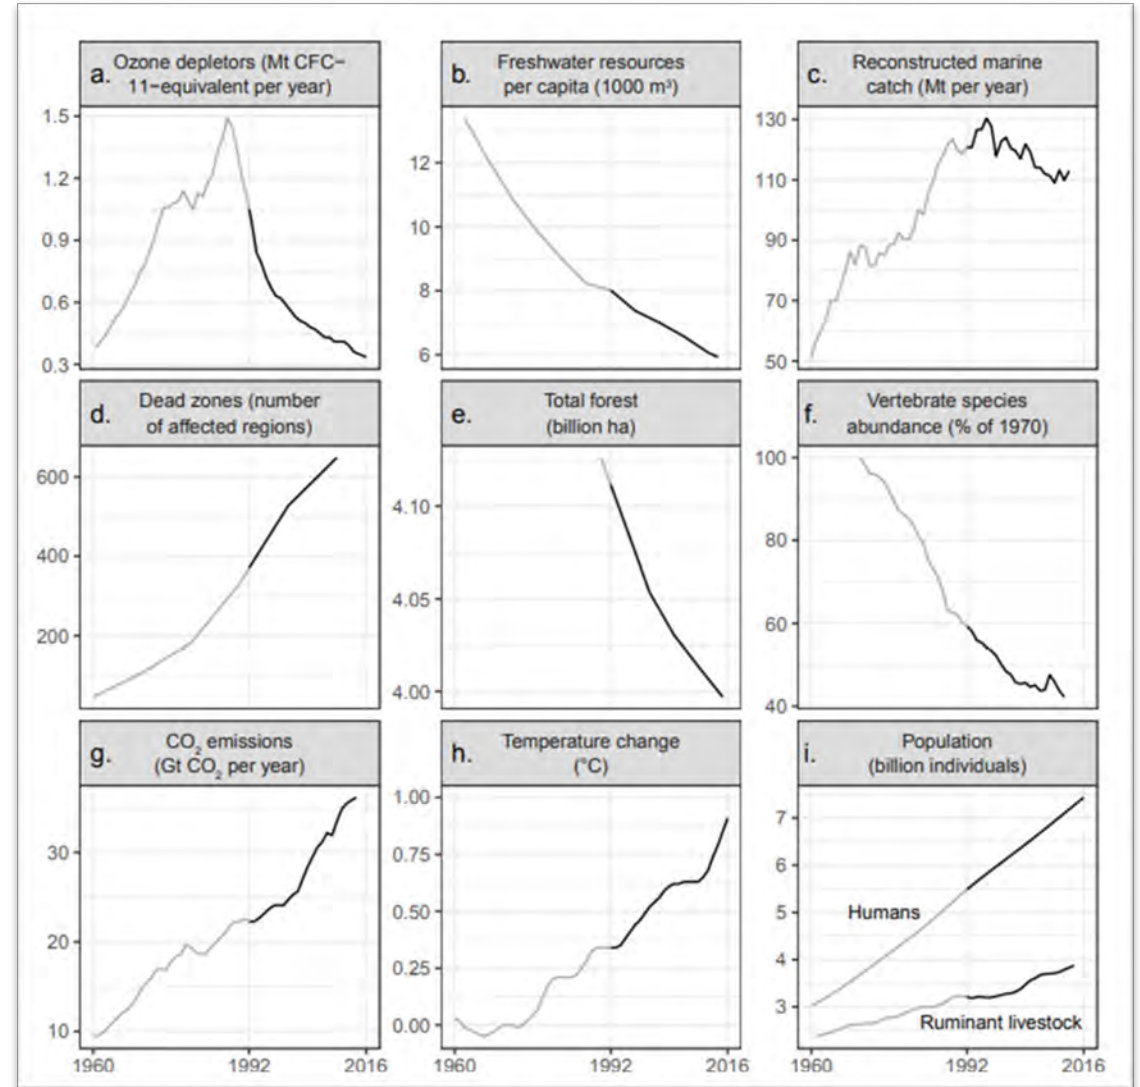 a. Ozone depletors (Mt CFC−
11−equivalent per year)
b. Freshwater resources
per capita (1000 m³)
c. Reconstructed marine
catch (Mt per year)
1.5
1.2
0.9
0.6
0.3
12
10
8
6
130
110
90
70
50
d. Dead zones (number
of affected regions)
e. Total forest
(billion ha)
f. Vertebrate species
abundance (% of 1970)
600
400
200
4.10
4.05
4.00
100
80
60
40
g. CO₂ emissions
(Gt CO₂ per year)
h. Temperature change
(°C)
i. Population
(billion individuals)
30
20
10
1.00
0.75
0.50
0.25
0.00
7
6
5
4
3
Humans
Ruminant livestock
1960 1992 2016
1960 1992 2016
1960 1992 2016